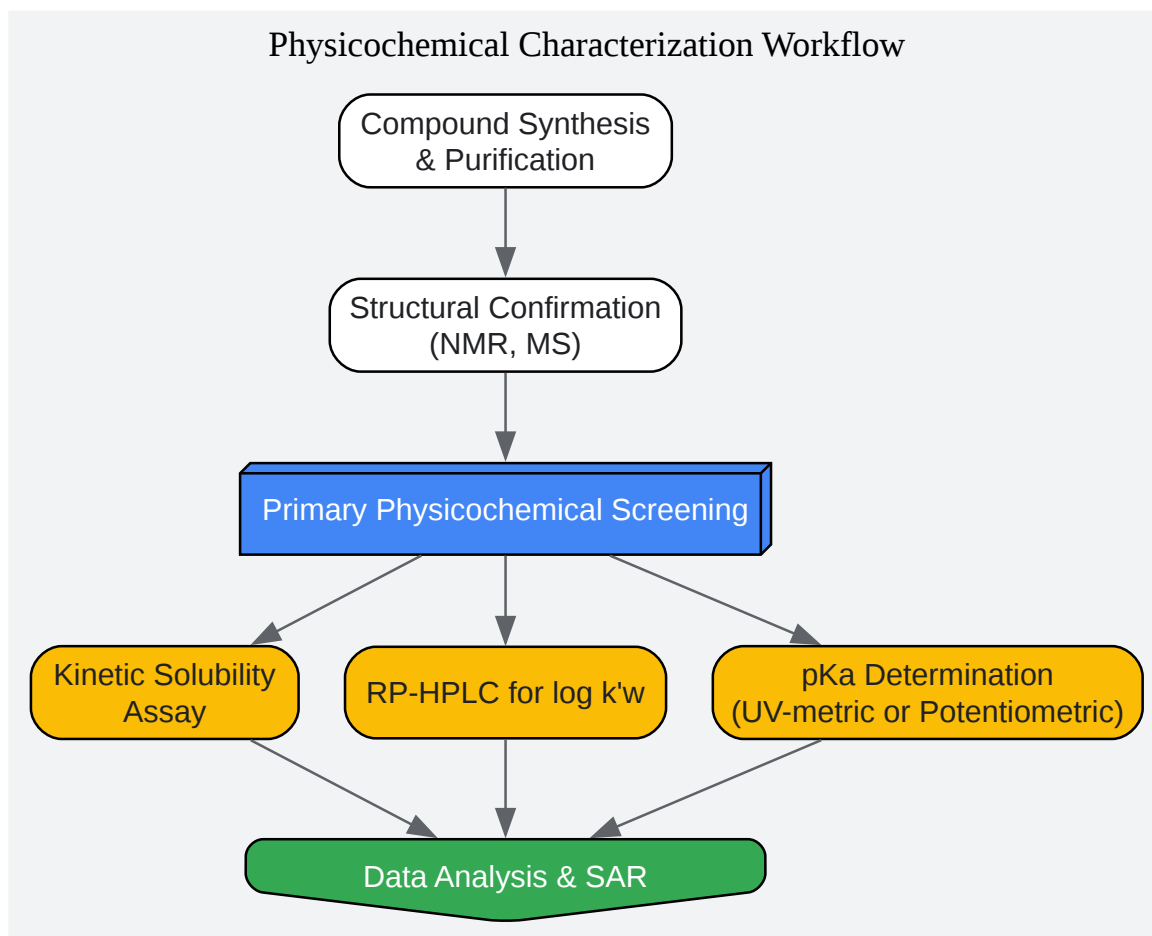 Physicochemical Characterization Workflow
Compound Synthesis
& Purification
Structural Confirmation
(NMR, MS)
Primary Physicochemical Screening
Kinetic Solubility
Assay
RP-HPLC for log k'w
pKa Determination
(UV-metric or Potentiometric)
Data Analysis & SAR